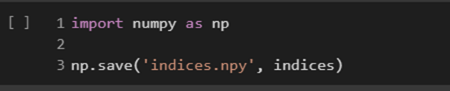 [ ] 1 import numpy as np
2
3 np.save('indices.npy', indices)